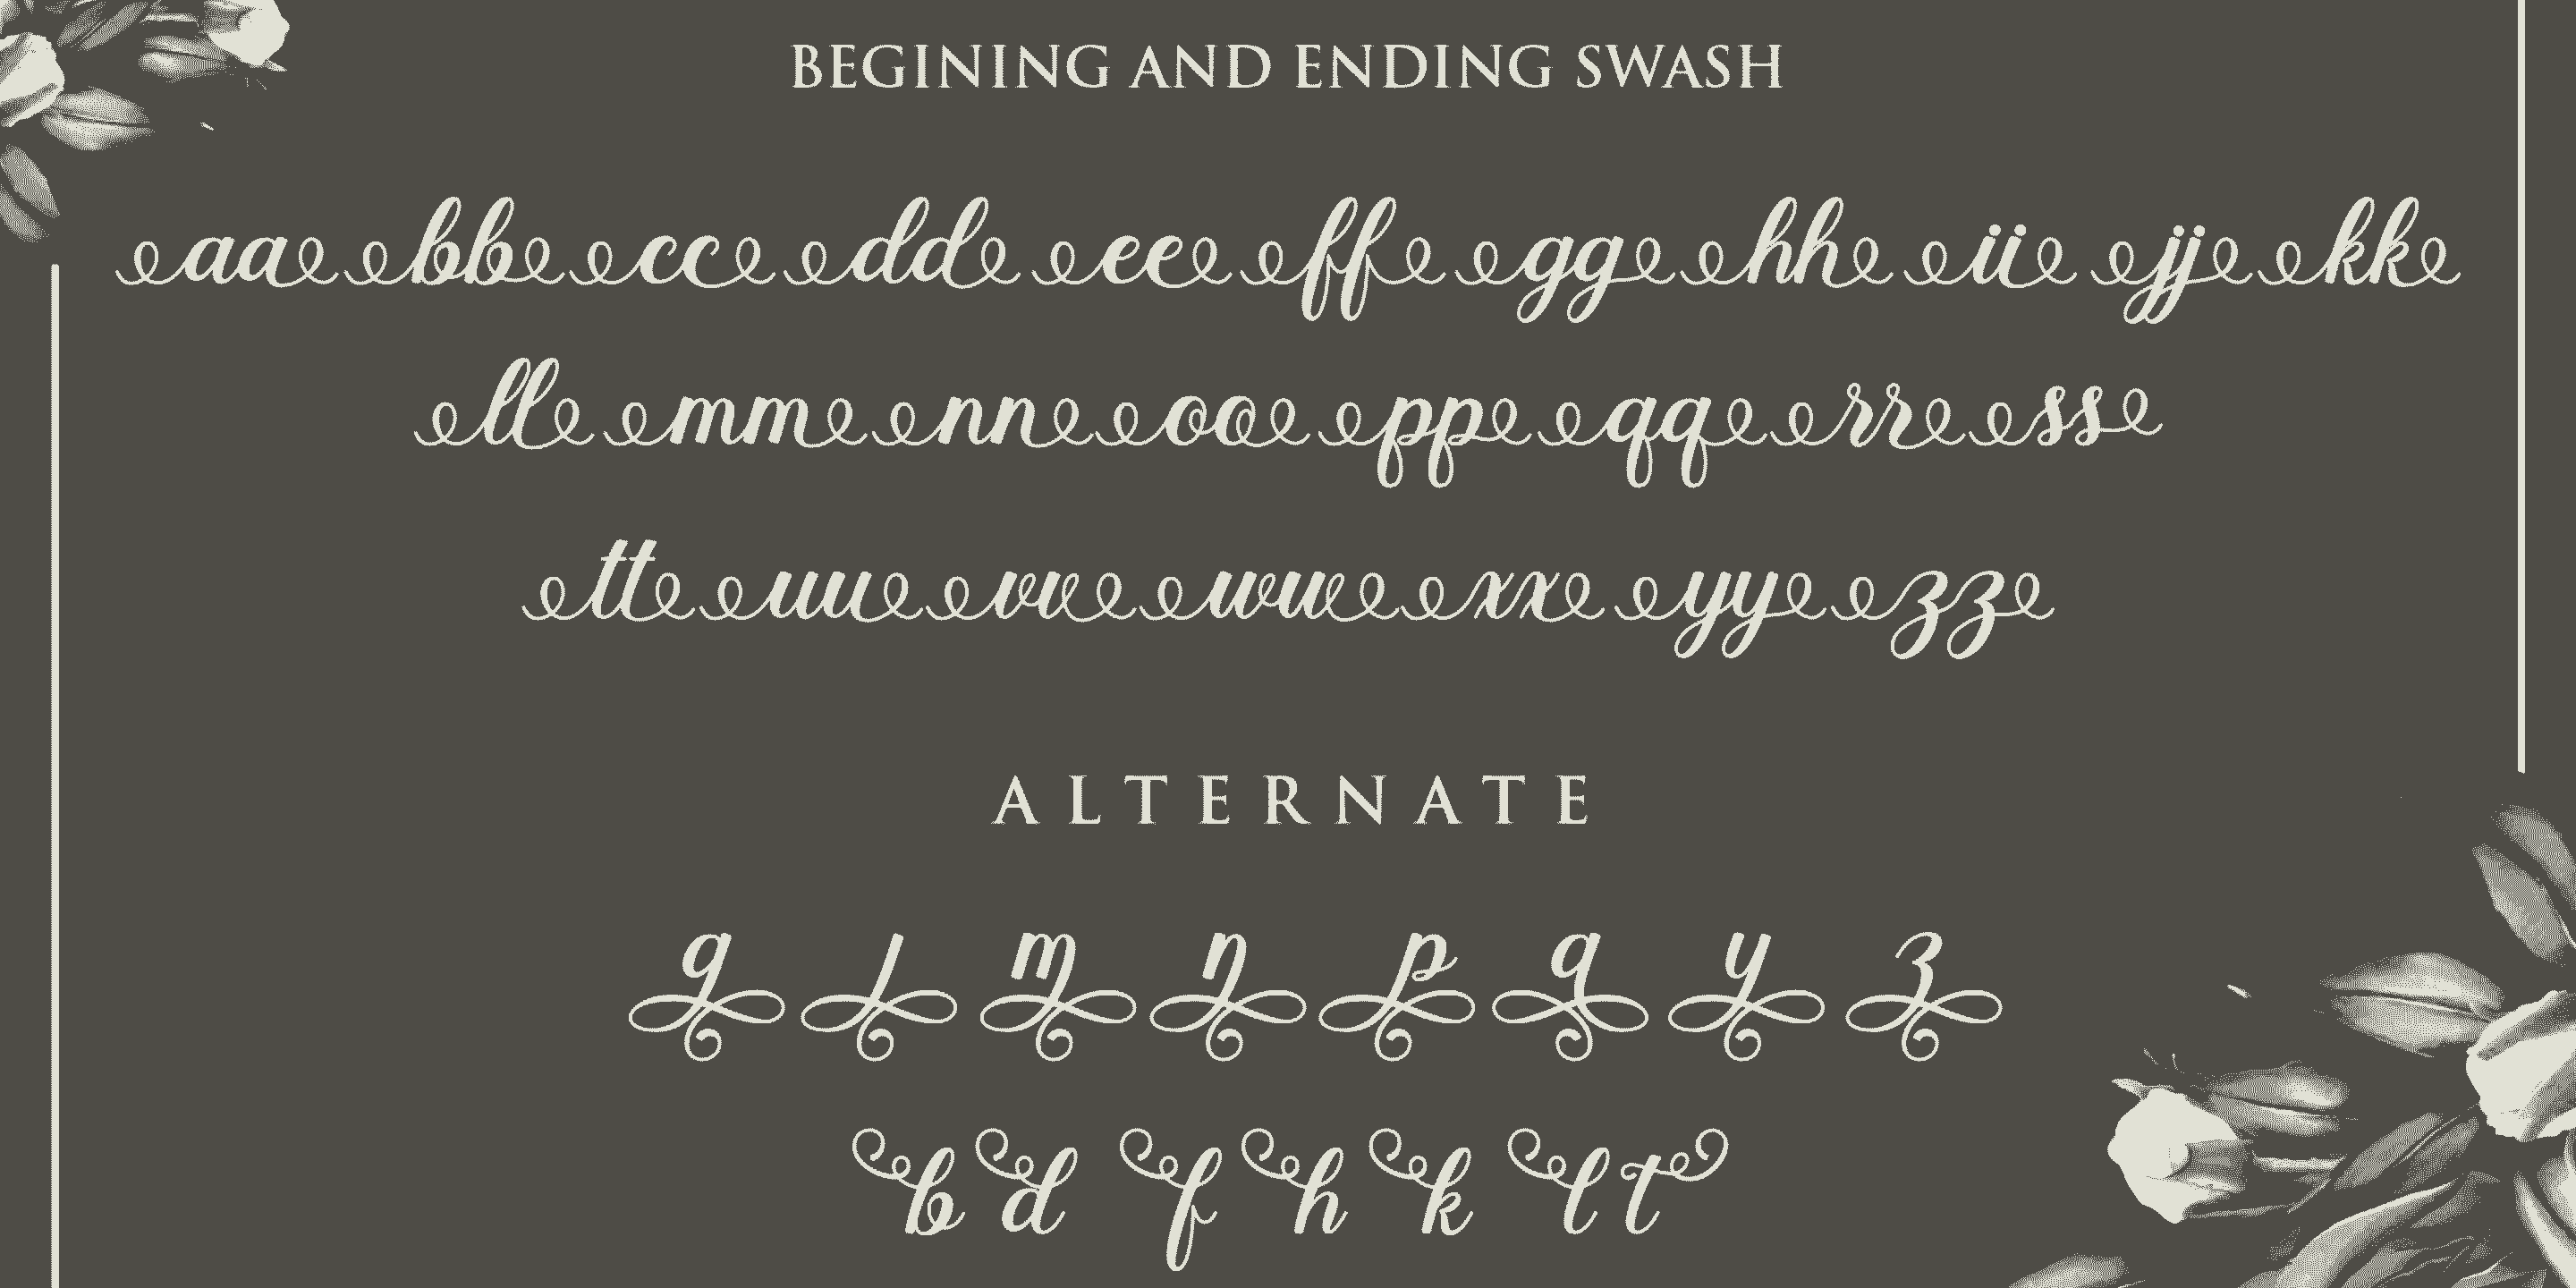 BEGINING AND ENDING SWASH
aa bb cc dd ee ff gg hh ii jj kk
ll mm nn oo pp qq rr ss
tt uu vv ww xx yy zz
ALTERNATE
g j m n p q y z
b d f h k l t